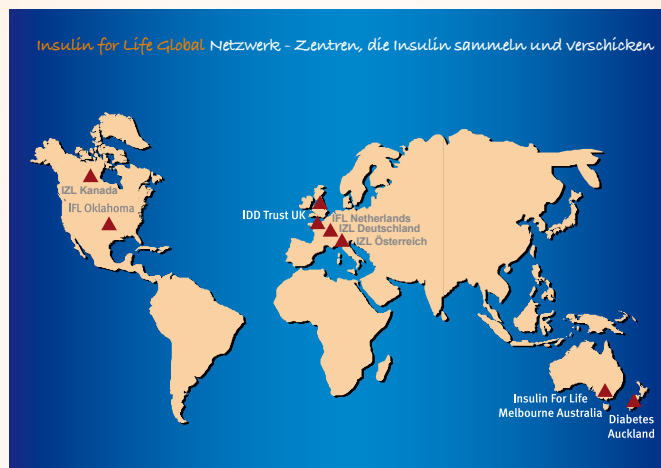 Insulin for Life Global Netzwerk - Zentren, die Insulin sammeln und verschicken
IZL Kanada
IFL Oklahoma
IDD Trust UK
IFL Netherlands
IZL Deutschland
IZL Österreich
Insulin For Life
Melbourne Australia
Diabetes
Auckland